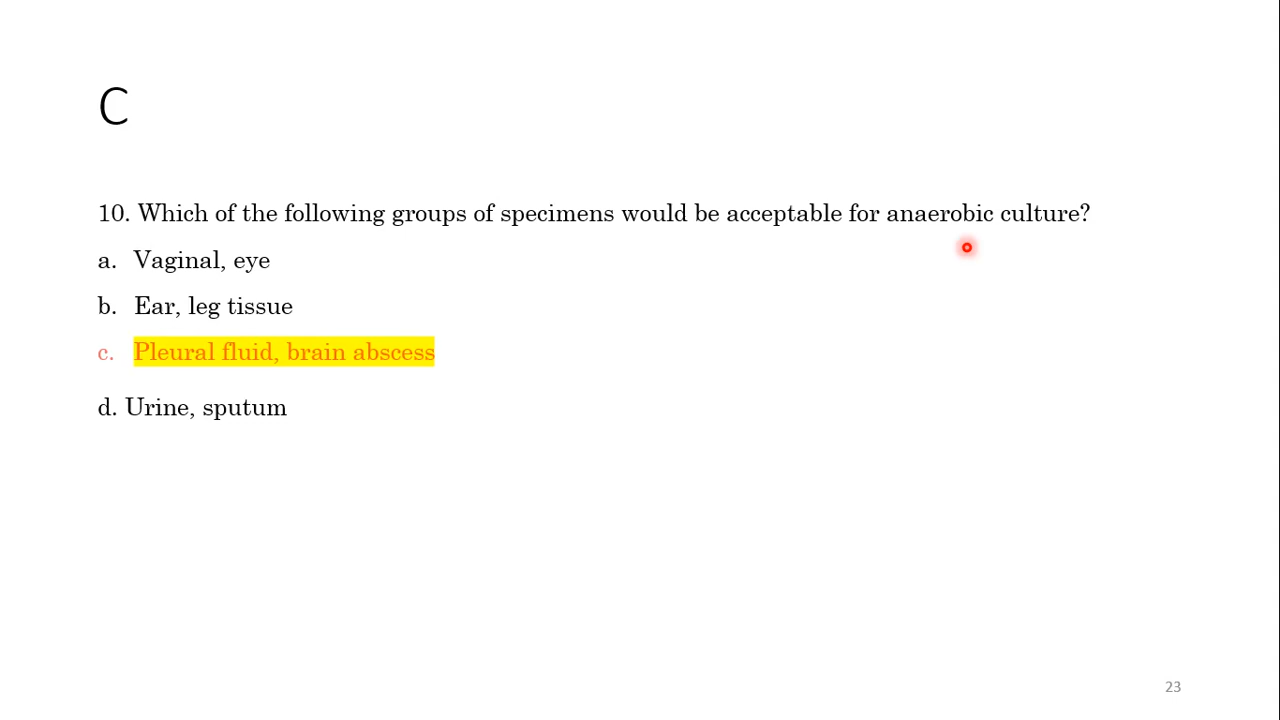 C
10. Which of the following groups of specimens would be acceptable for anaerobic culture?
a. Vaginal, eye
b. Ear, leg tissue
c. Pleural fluid, brain abscess
d. Urine, sputum
23